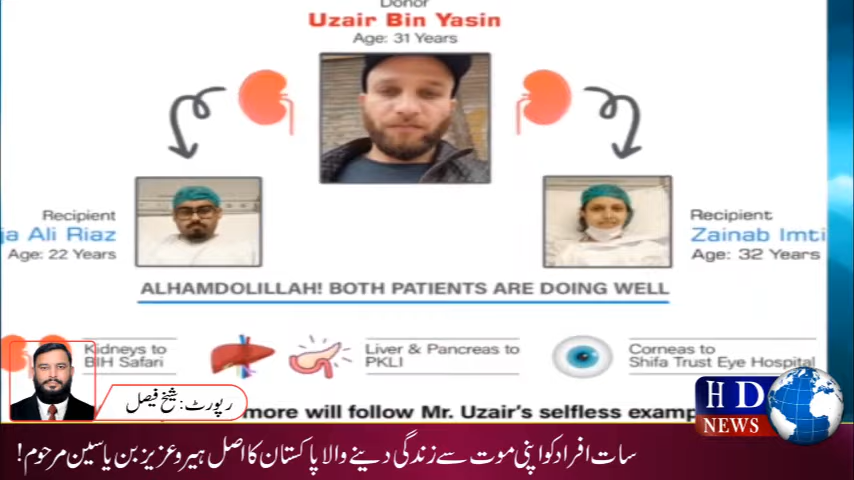 Donor
Uzair Bin Yasin
Age: 31 Years
Recipient
ja Ali Riaz
Age: 22 Years
Recipient
Zainab Imti
Age: 32 Years
ALHAMDOLILLAH! BOTH PATIENTS ARE DOING WELL
Kidneys to
BIH Safari
Liver & Pancreas to
PKLI
Corneas to
Shifa Trust Eye Hospital
رپورٹ: شیخ فیصل
more will follow Mr. Uzair's selfless examp
HD
NEWS
سات افراد کو اپنی موت سے زندگی دینے والا پاکستان کا اصل ہیرو عزیز بن یاسین مرحوم!